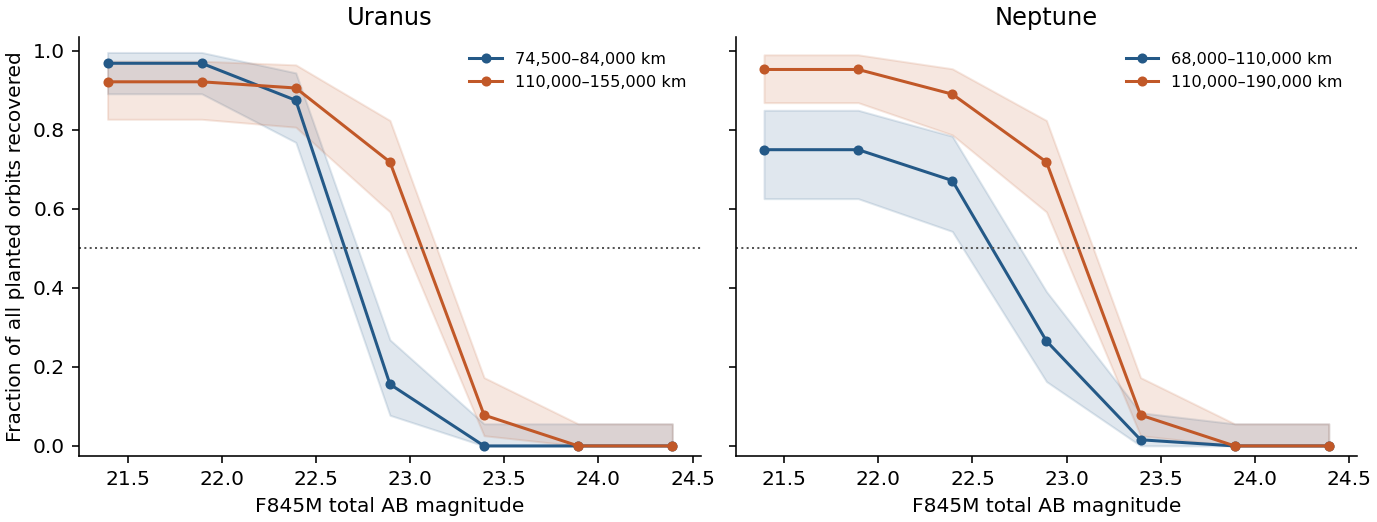 Uranus
Fraction of all planted orbits recovered
1.0
0.8
0.6
0.4
0.2
0.0
74,500–84,000 km
110,000–155,000 km
21.5 22.0 22.5 23.0 23.5 24.0 24.5
F845M total AB magnitude
Neptune
68,000–110,000 km
110,000–190,000 km
21.5 22.0 22.5 23.0 23.5 24.0 24.5
F845M total AB magnitude